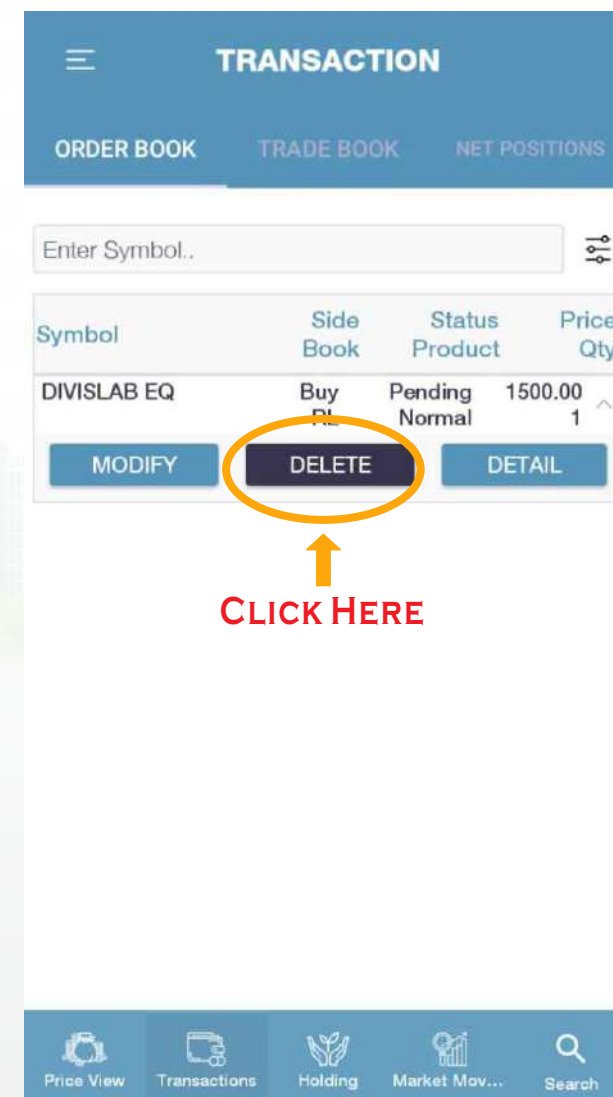 TRANSACTION
ORDER BOOK TRADE BOOK NET POSITIONS
Enter Symbol..
Symbol Side Status Price
Book Product Qty
DIVISLAB EQ Buy Pending 1500.00
RL Normal 1
MODIFY DELETE DETAIL
CLICK HERE
Price View Transactions Holding Market Mov... Search